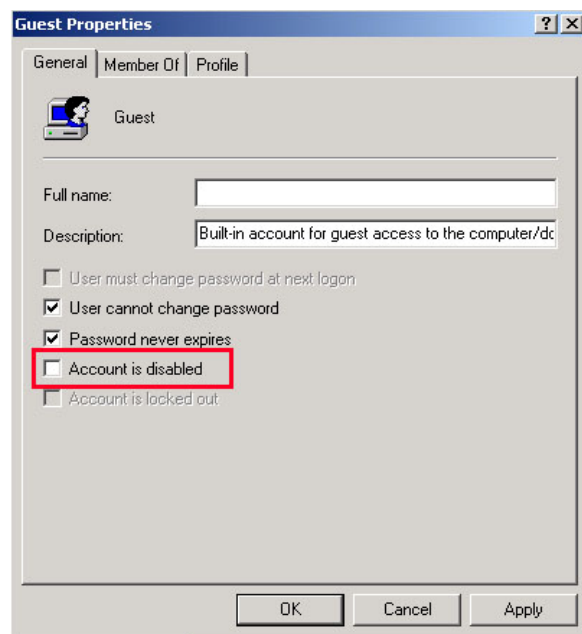 Guest Properties
General Member Of Profile
Guest
Full name:
Description: Built-in account for guest access to the computer/dc
User must change password at next logon
User cannot change password
Password never expires
Account is disabled
Account is locked out
OK Cancel Apply